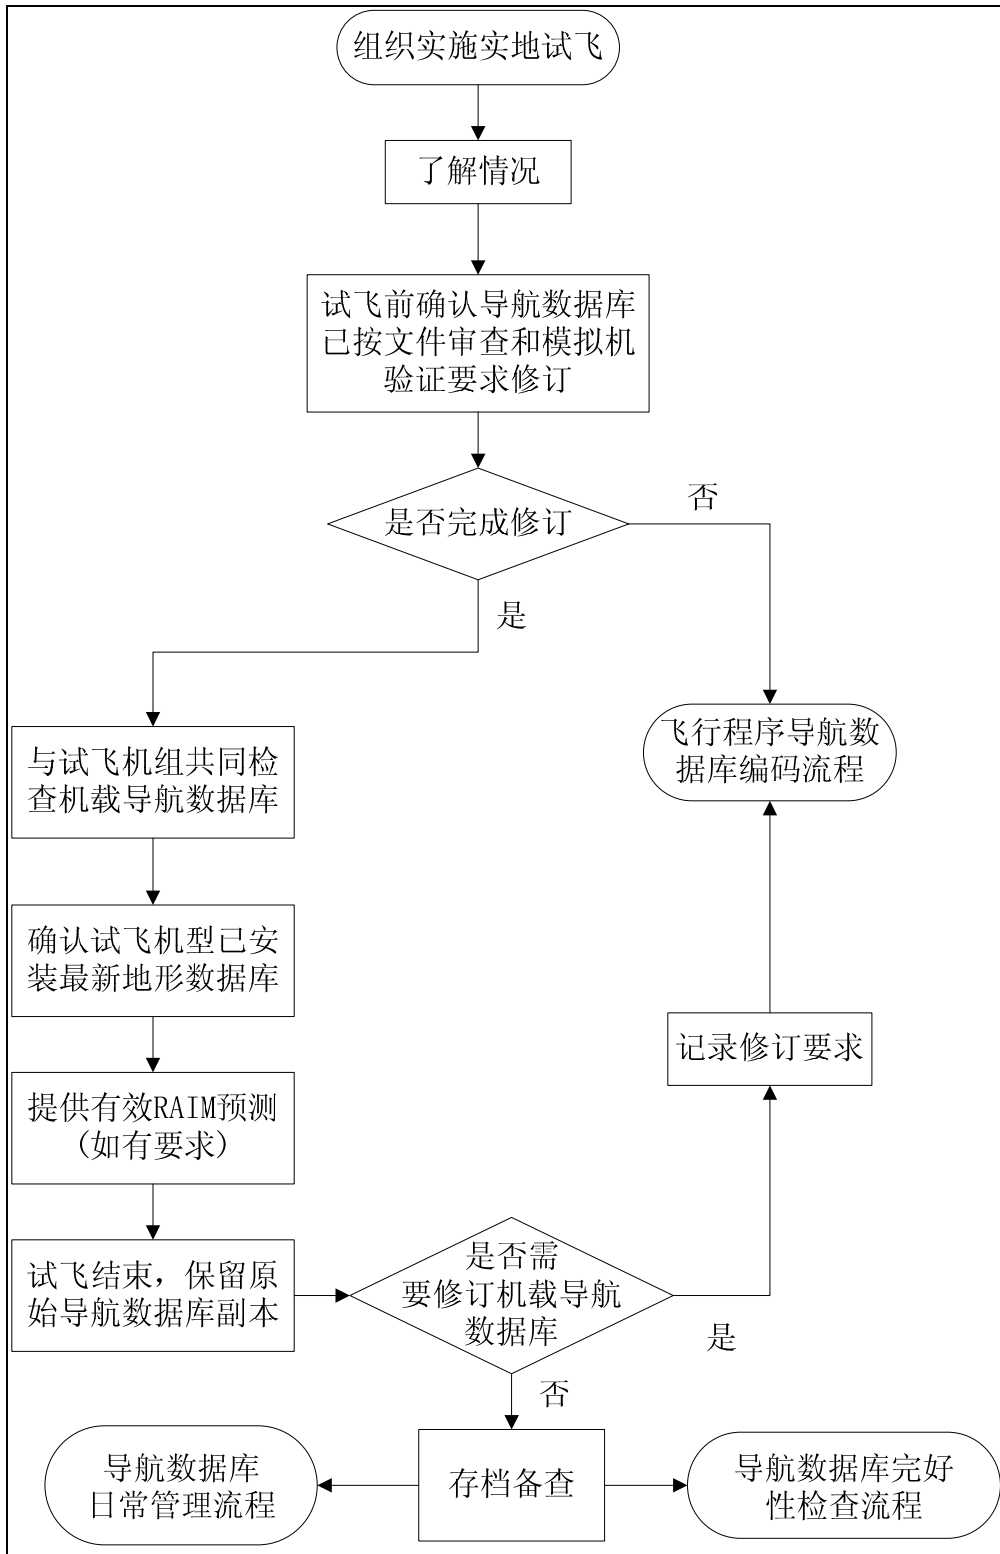 组织实施实地试飞
了解情况
试飞前确认导航数据库
已按文件审查和模拟机
验证要求修订
是否完成修订
否
是
与试飞机组共同检
查机载导航数据库
飞行程序导航数
据库编码流程
确认试飞机型已安
装最新地形数据库
记录修订要求
提供有效RAIM预测
(如有要求)
试飞结束，保留原
始导航数据库副本
是否需
要修订机载导航
数据库
是
否
导航数据库
日常管理流程
存档备查
导航数据库完好
性检查流程